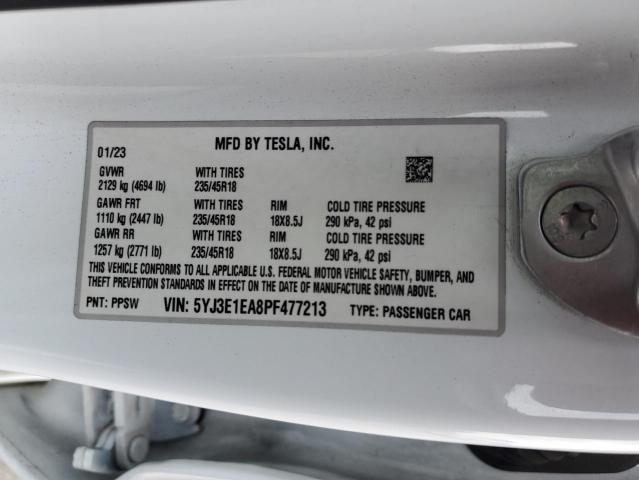 MFD BY TESLA, INC.
01/23
GVWR WITH TIRES
2129 kg (4694 lb) 235/45R18
GAWR FRT WITH TIRES RIM COLD TIRE PRESSURE
1110 kg (2447 lb) 235/45R18 18X8.5J 290 kPa, 42 psi
GAWR RR WITH TIRES RIM COLD TIRE PRESSURE
1257 kg (2771 lb) 235/45R18 18X8.5J 290 kPa, 42 psi
THIS VEHICLE CONFORMS TO ALL APPLICABLE U.S. FEDERAL MOTOR VEHICLE SAFETY, BUMPER, AND
THEFT PREVENTION STANDARDS IN EFFECT ON THE DATE OF MANUFACTURE SHOWN ABOVE.
PNT: PPSW VIN: 5YJ3E1EA8PF477213 TYPE: PASSENGER CAR